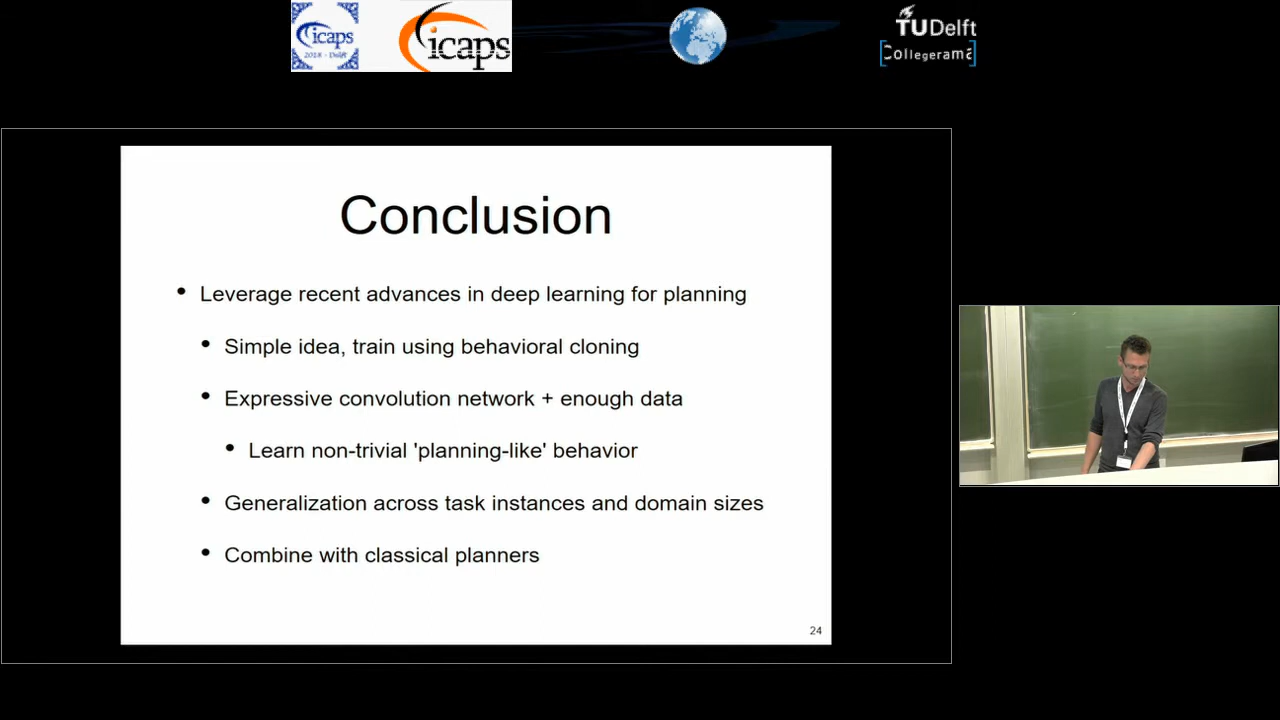 icaps
2018 - Delft
icaps
TUDelft
Collegerama
Conclusion
• Leverage recent advances in deep learning for planning
• Simple idea, train using behavioral cloning
• Expressive convolution network + enough data
• Learn non-trivial 'planning-like' behavior
• Generalization across task instances and domain sizes
• Combine with classical planners
24